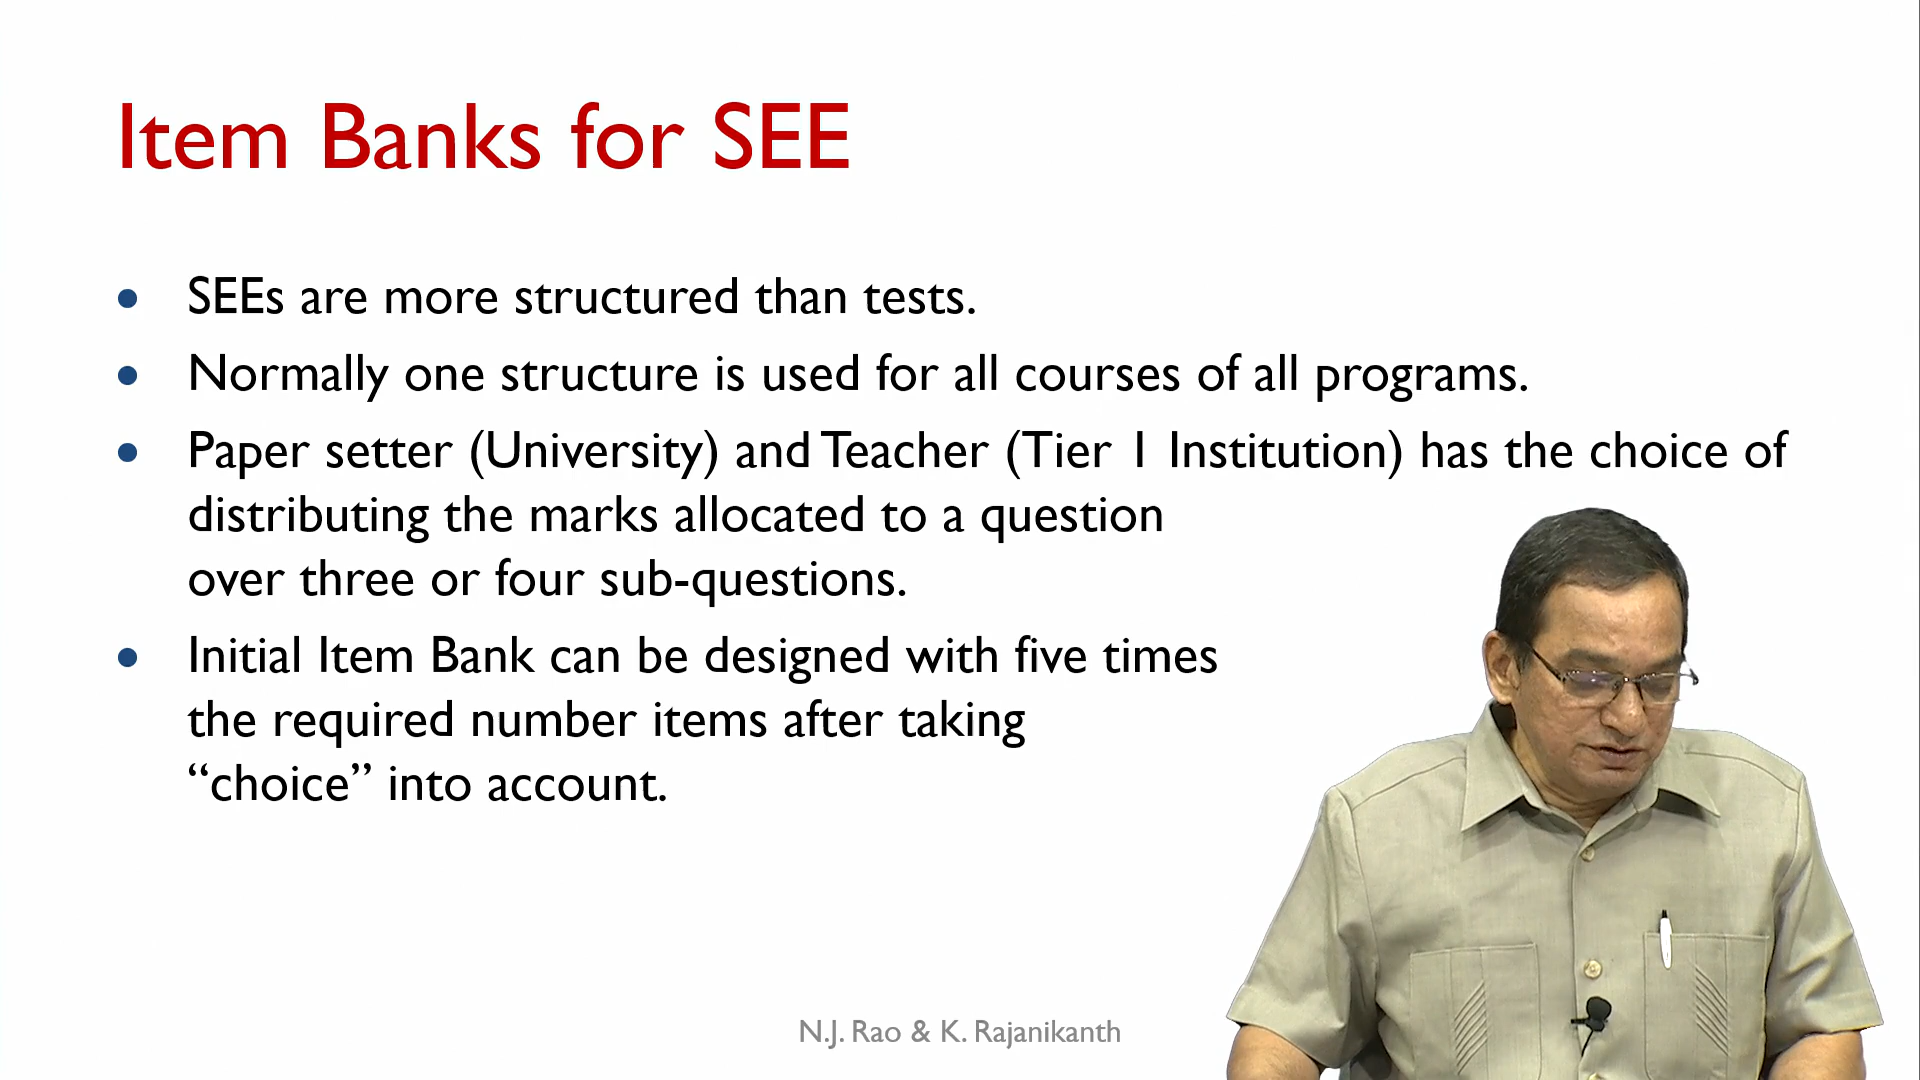 Item Banks for SEE
• SEEs are more structured than tests.
• Normally one structure is used for all courses of all programs.
• Paper setter (University) and Teacher (Tier 1 Institution) has the choice of
distributing the marks allocated to a question
over three or four sub-questions.
• Initial Item Bank can be designed with five times
the required number items after taking
“choice” into account.
N.J. Rao & K. Rajanikanth